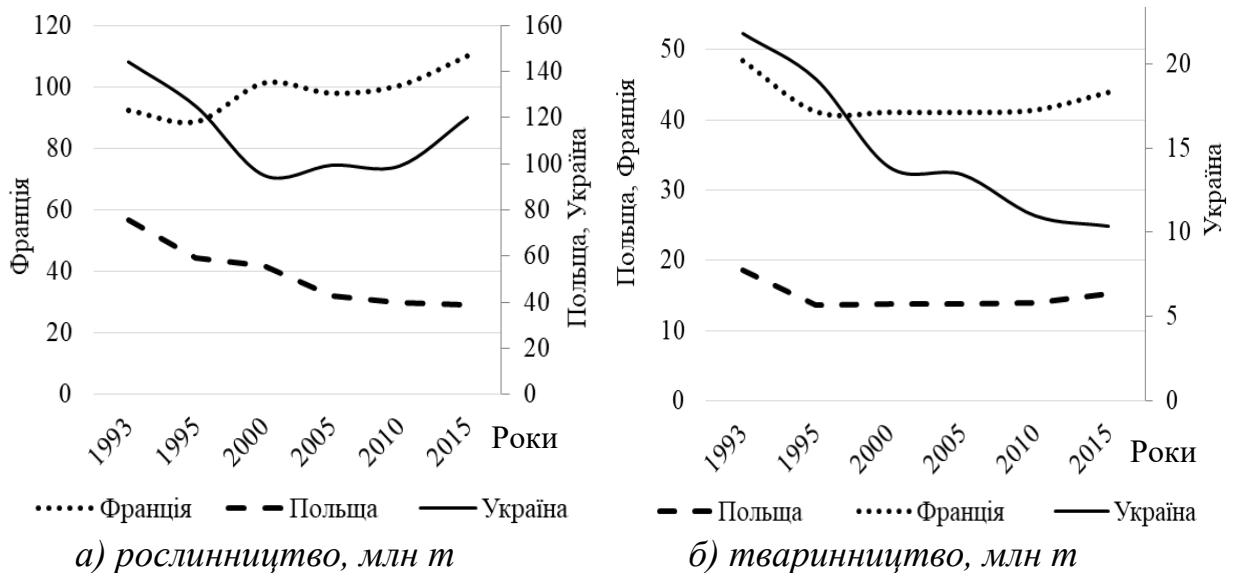 120
100
80
60
40
20
0
Франція
160
140
120
100
80
60
40
20
0
Польща, Україна
1993
1995
2000
2005
2010
2015
Роки
Франція
Польща
Україна
а) рослинництво, млн т
50
40
30
20
10
0
Польща, Франція
20
15
10
5
0
Україна
1993
1995
2000
2005
2010
2015
Роки
Польща
Франція
Україна
б) тваринництво, млн т